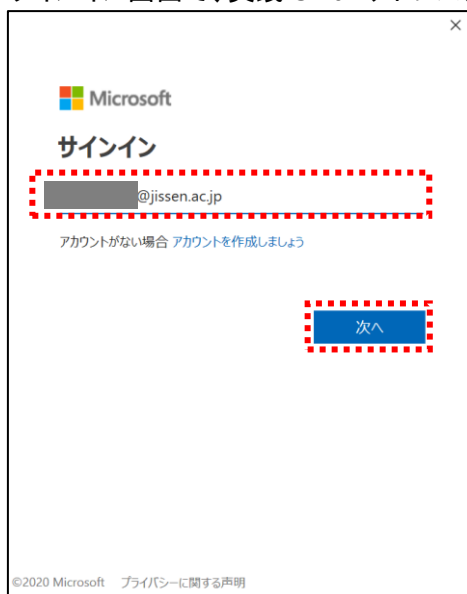 Microsoft
サインイン
@jissen.ac.jp
アカウントがない場合 アカウントを作成しましょう
次へ
©2020 Microsoft プライバシーに関する声明